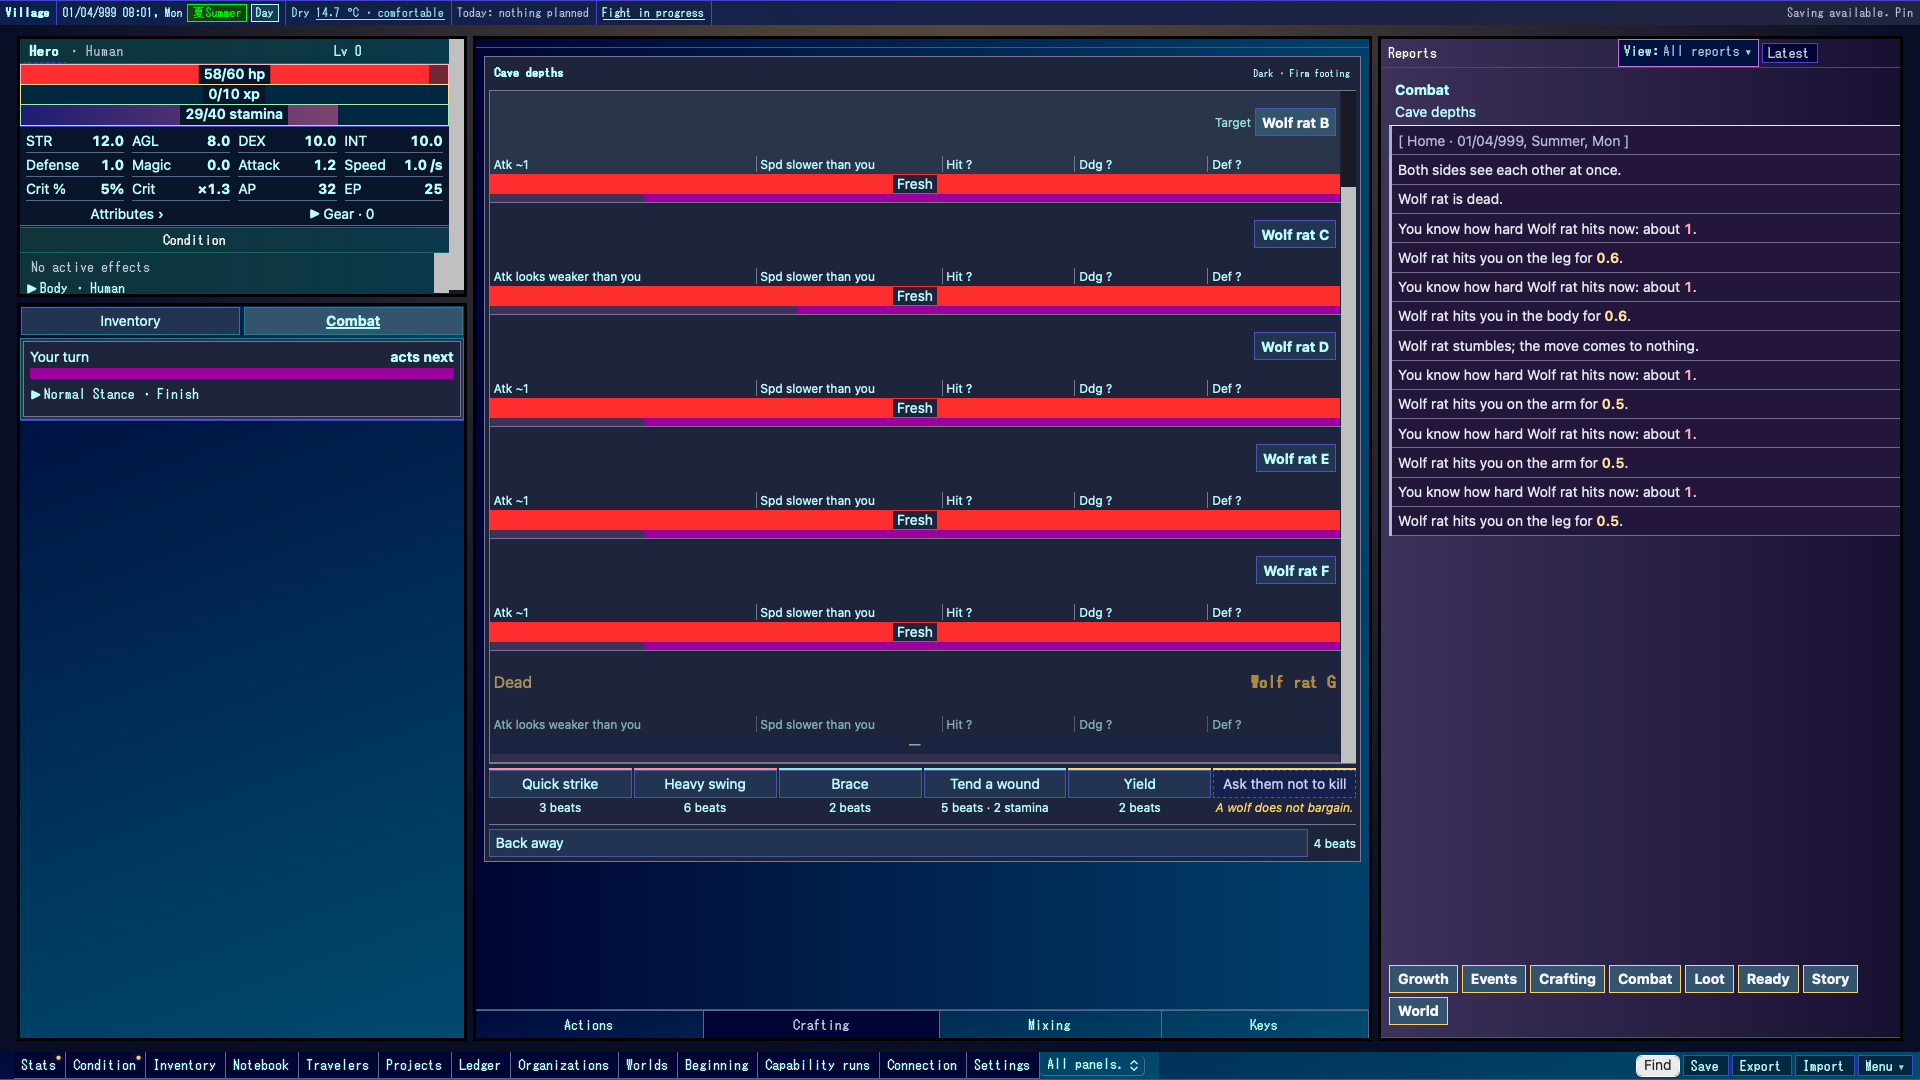 Village 01/04/999 08:01, Mon 夏Summer Day Dry 14.7 °C · comfortable Today: nothing planned Fight in progress Saving available. Pin
Hero · Human Lv 0
58/60 hp
0/10 xp
29/40 stamina
STR 12.0 AGL 8.0 DEX 10.0 INT 10.0
Defense 1.0 Magic 0.0 Attack 1.2 Speed 1.0 /s
Crit % 5% Crit ×1.3 AP 32 EP 25
Attributes › ▶ Gear · 0
Condition
No active effects
▶Body · Human
Inventory Combat
Your turn acts next
▶Normal Stance · Finish
Cave depths Dark · Firm footing
Target Wolf rat B
Atk ~1 Spd slower than you Hit ? Ddg ? Def ?
Fresh
Wolf rat C
Atk looks weaker than you Spd slower than you Hit ? Ddg ? Def ?
Fresh
Wolf rat D
Atk ~1 Spd slower than you Hit ? Ddg ? Def ?
Fresh
Wolf rat E
Atk ~1 Spd slower than you Hit ? Ddg ? Def ?
Fresh
Wolf rat F
Atk ~1 Spd slower than you Hit ? Ddg ? Def ?
Fresh
Dead Wolf rat G
Atk looks weaker than you Spd slower than you Hit ? Ddg ? Def ?
—
Quick strike Heavy swing Brace Tend a wound Yield Ask them not to kill
3 beats 6 beats 2 beats 5 beats · 2 stamina 2 beats A wolf does not bargain.
Back away 4 beats
Actions Crafting Mixing Keys
Reports View: All reports ▾ Latest
Combat
Cave depths
[ Home · 01/04/999, Summer, Mon ]
Both sides see each other at once.
Wolf rat is dead.
You know how hard Wolf rat hits now: about 1.
Wolf rat hits you on the leg for 0.6.
You know how hard Wolf rat hits now: about 1.
Wolf rat hits you in the body for 0.6.
Wolf rat stumbles; the move comes to nothing.
You know how hard Wolf rat hits now: about 1.
Wolf rat hits you on the arm for 0.5.
You know how hard Wolf rat hits now: about 1.
Wolf rat hits you on the arm for 0.5.
You know how hard Wolf rat hits now: about 1.
Wolf rat hits you on the leg for 0.5.
Growth Events Crafting Combat Loot Ready Story
World
Stats Condition Inventory Notebook Travelers Projects Ledger Organizations Worlds Beginning Capability runs Connection Settings All panels. Find Save Export Import Menu ▾